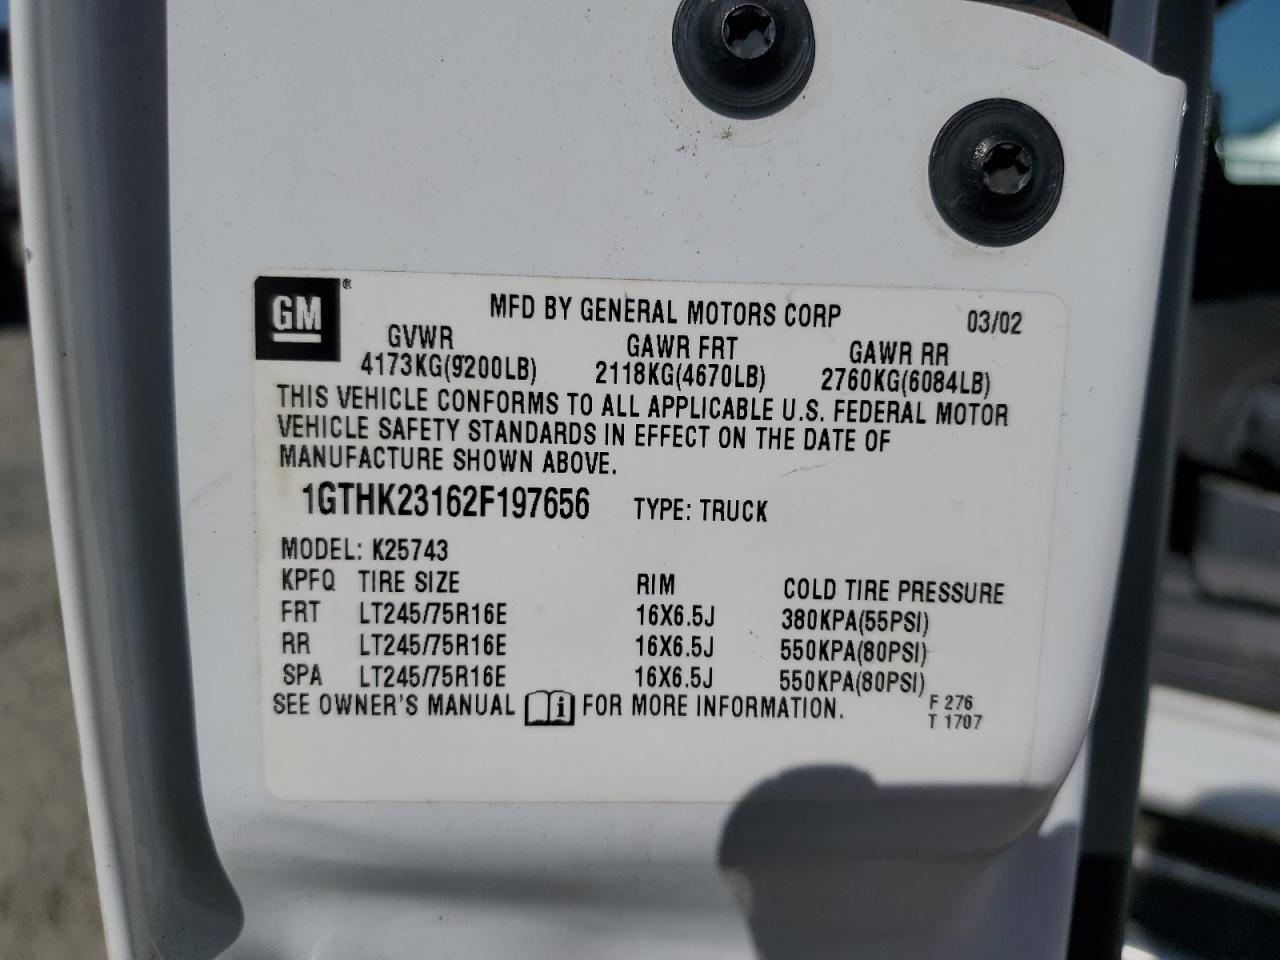 GM ® MFD BY GENERAL MOTORS CORP 03/02
GVWR GAWR FRT GAWR RR
4173KG(9200LB) 2118KG(4670LB) 2760KG(6084LB)
THIS VEHICLE CONFORMS TO ALL APPLICABLE U.S. FEDERAL MOTOR
VEHICLE SAFETY STANDARDS IN EFFECT ON THE DATE OF
MANUFACTURE SHOWN ABOVE.
1GTHK23162F197656 TYPE: TRUCK
MODEL: K25743
KPFQ TIRE SIZE RIM COLD TIRE PRESSURE
FRT LT245/75R16E 16X6.5J 380KPA(55PSI)
RR LT245/75R16E 16X6.5J 550KPA(80PSI)
SPA LT245/75R16E 16X6.5J 550KPA(80PSI)
SEE OWNER'S MANUAL i FOR MORE INFORMATION. F 276
T 1707